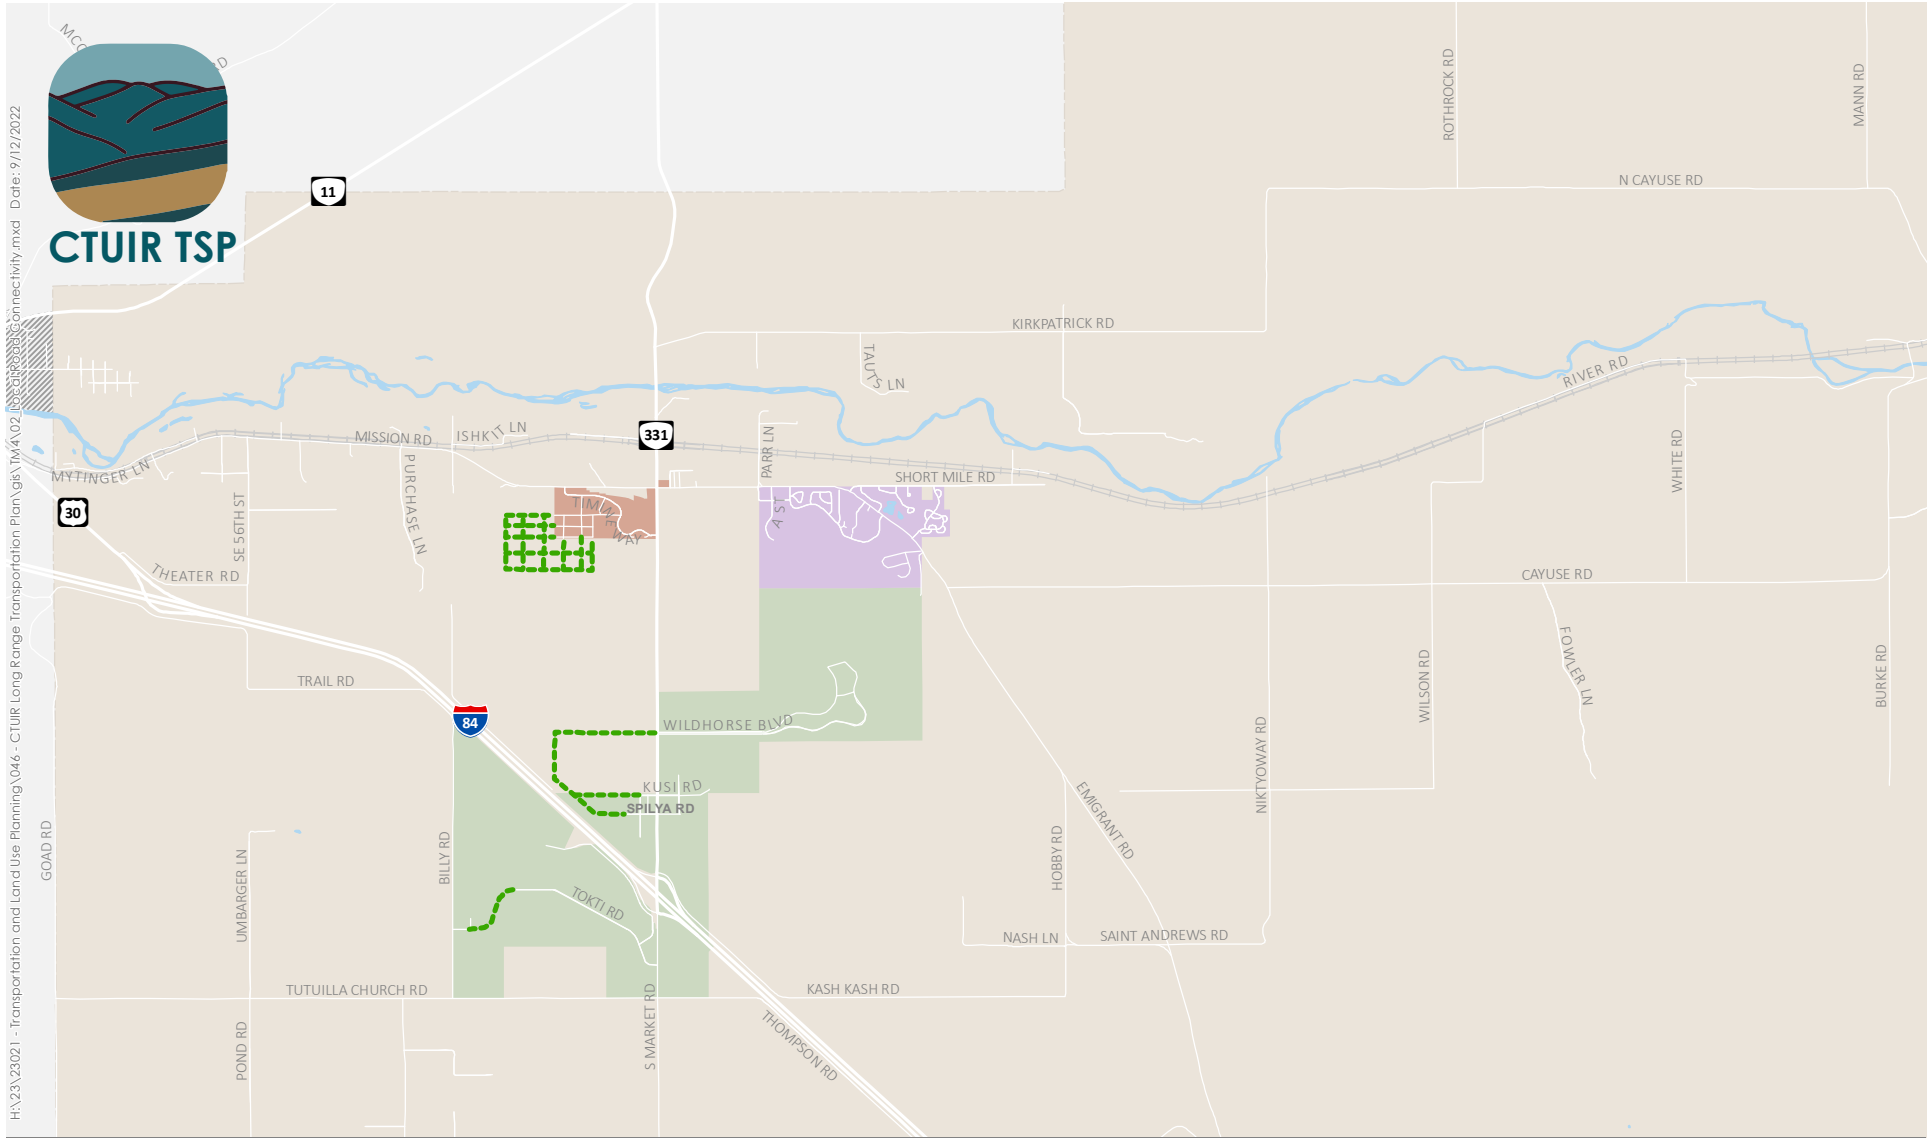 MCC
RD
CTUIR TSP
11
ROTHROCK RD
MANN RD
N CAYUSE RD
KIRKPATRICK RD
TAUTS LN
RIVER RD
331
MISSION RD
ISHKIT LN
PARR LN
SHORT MILE RD
WHITE RD
MYTINGER LN
30
SE 56TH ST
PURCHASE LN
TIMINE WAY
A ST
THEATER RD
CAYUSE RD
FOWLER LN
TRAIL RD
84
WILDHORSE BLVD
WILSON RD
BURKE RD
NIKTYOWAY RD
KUSI RD
SPILYA RD
EMIGRANT RD
HOBBY RD
GOAD RD
UMBARGER LN
BILLY RD
TOKTI RD
NASH LN
SAINT ANDREWS RD
TUTUILLA CHURCH RD
KASH KASH RD
POND RD
S MARKET RD
THOMPSON RD
H:\23\23021 - Transportation and Land Use Planning\046 - CTUIR Long Range Transportation Plan\gis\TM4\02_Local Road Connectivity.mxd Date: 9/12/2022